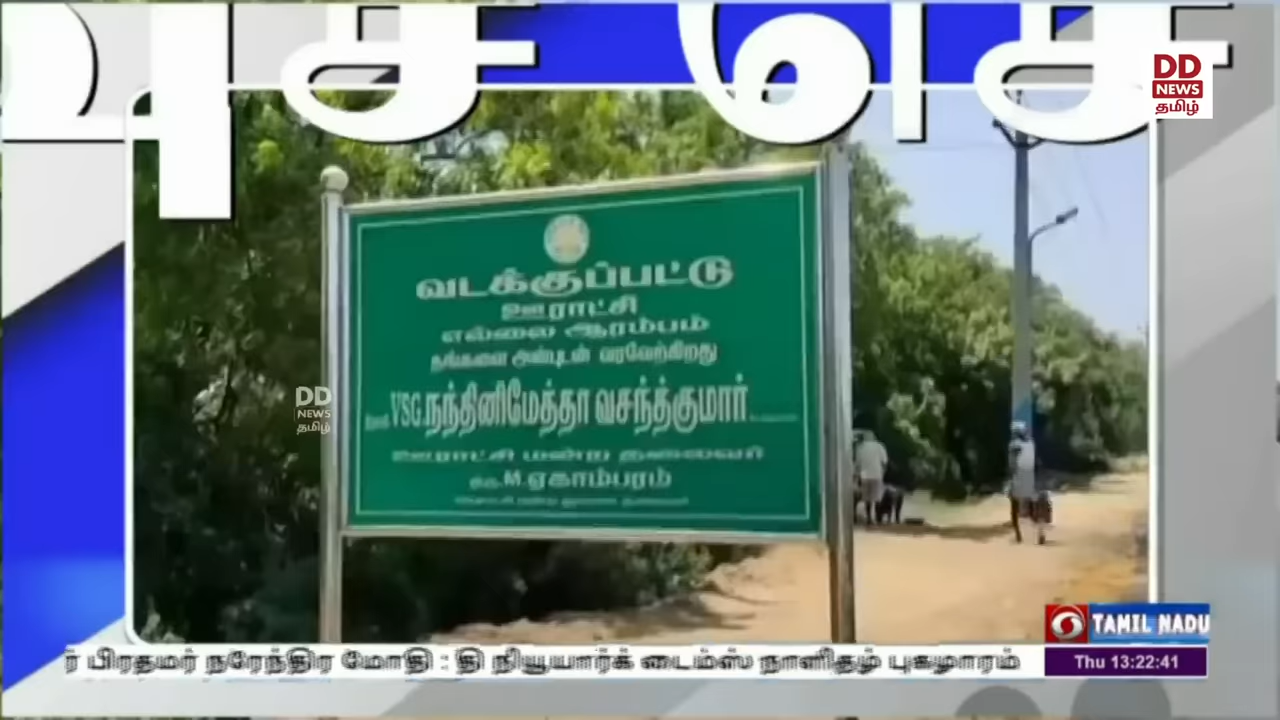 DD
NEWS
தமிழ்
வடக்குப்பட்டு
ஊராட்சி
எல்லை ஆரம்பம்
தங்களை அன்புடன் வரவேற்கிறது
VSG.நந்தினிமேத்தா வசந்த்குமார்
ஊராட்சி மன்ற தலைவர்
திரு.M.ஏகாம்பரம்
DD
NEWS
தமிழ்
TAMIL NADU
ர் பிரதமர் நரேந்திர மோதி : தி நியூயார்க் டைம்ஸ் நாளிதழ் புகழாரம்
Thu 13:22:41